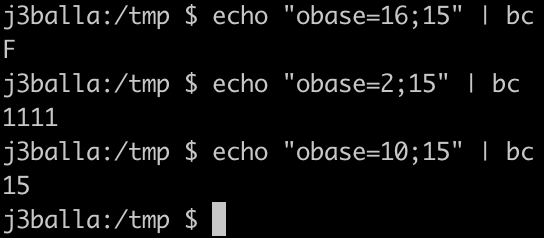 j3balla:/tmp $ echo "obase=16;15" | bc
F
j3balla:/tmp $ echo "obase=2;15" | bc
1111
j3balla:/tmp $ echo "obase=10;15" | bc
15
j3balla:/tmp $